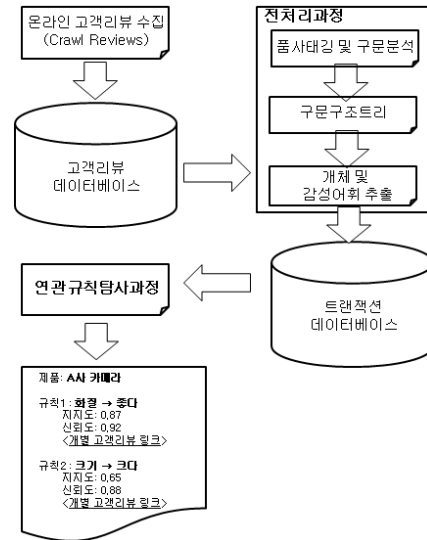 온라인 고객리뷰 수집
(Crawl Reviews)
고객리뷰
데이터베이스
전처리과정
품사태깅 및 구문분석
구문구조트리
개체 및
감성어휘 추출
트랜잭션
데이터베이스
연관규칙탐사과정
제품: A사 카메라
규칙1: 화질 → 좋다
지지도: 0,87
신뢰도: 0,92
<개별 고객리뷰 링크>
규칙2: 크기 → 크다
지지도: 0,65
신뢰도: 0,88
<개별 고객리뷰 링크>